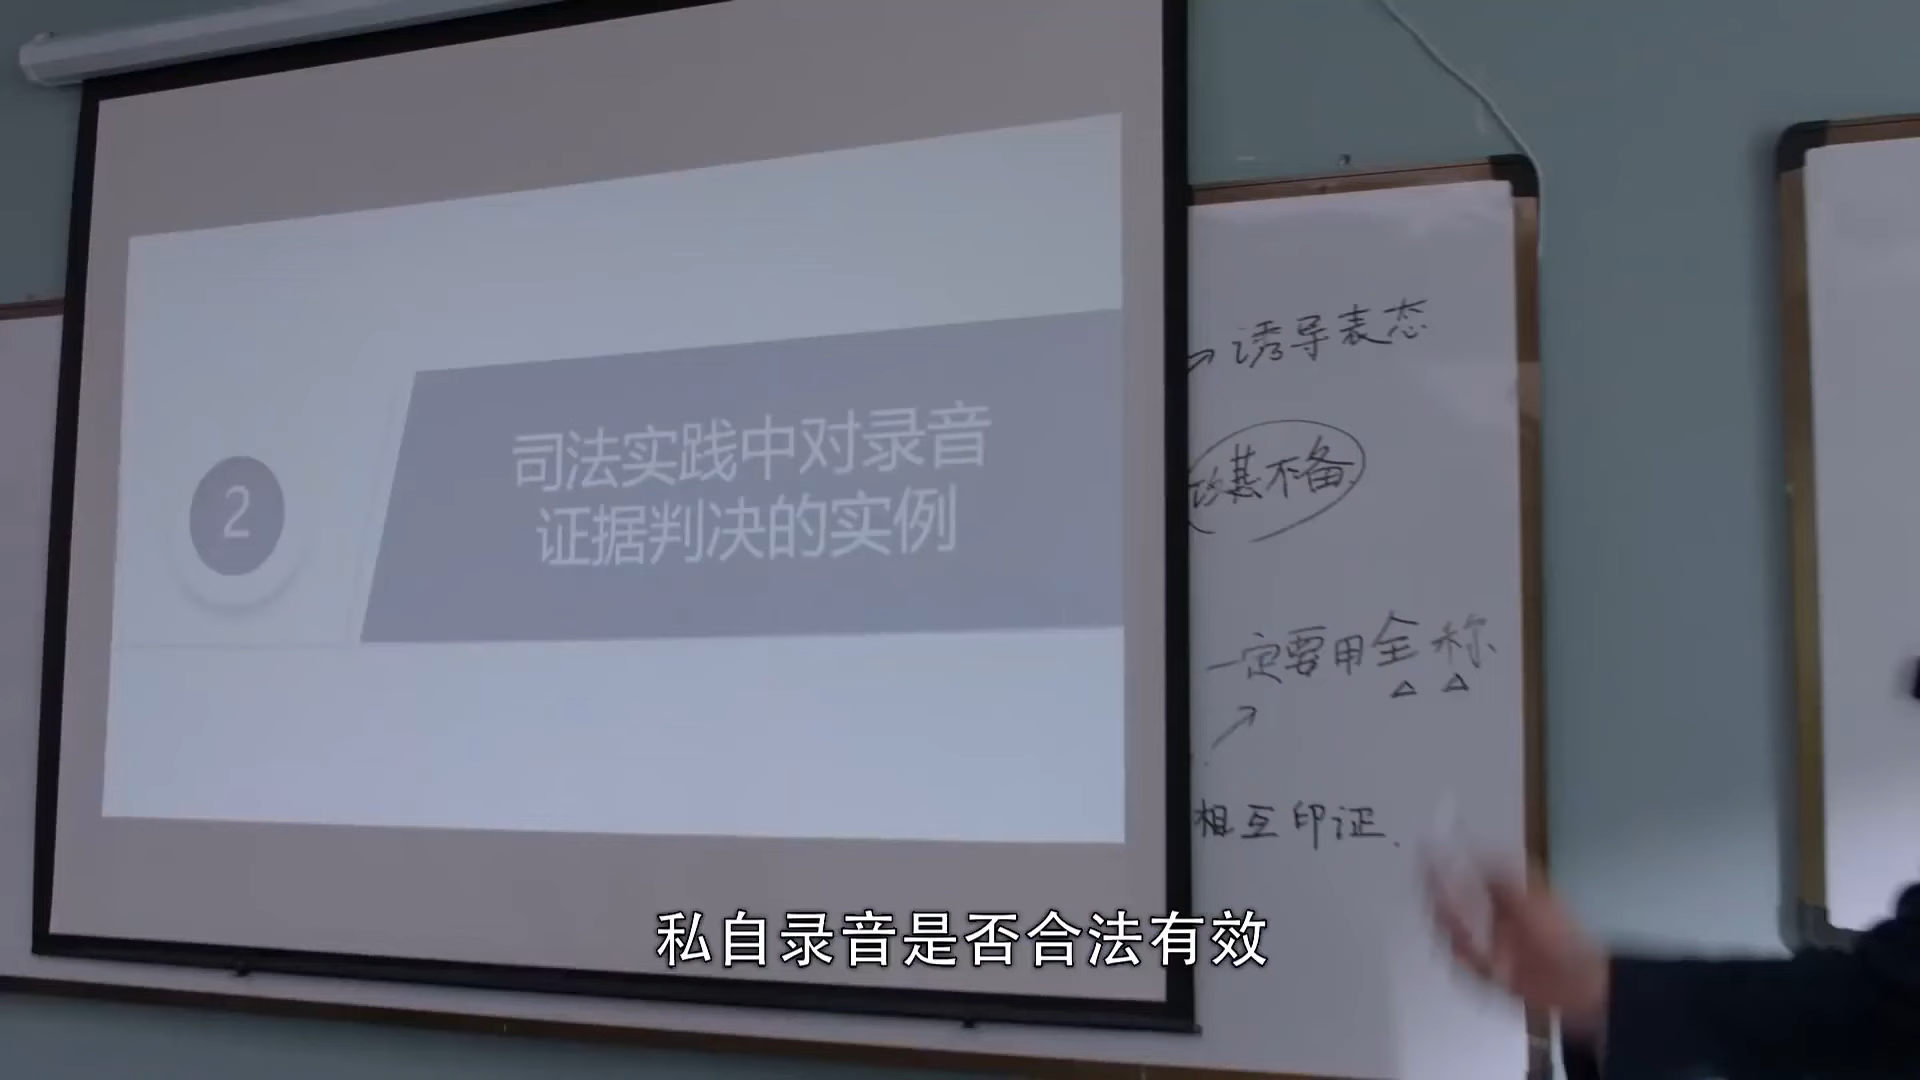 2
司法实践中对录音
证据判决的实例
诱导表态
其不备
一定要用全称
相互印证
私自录音是否合法有效